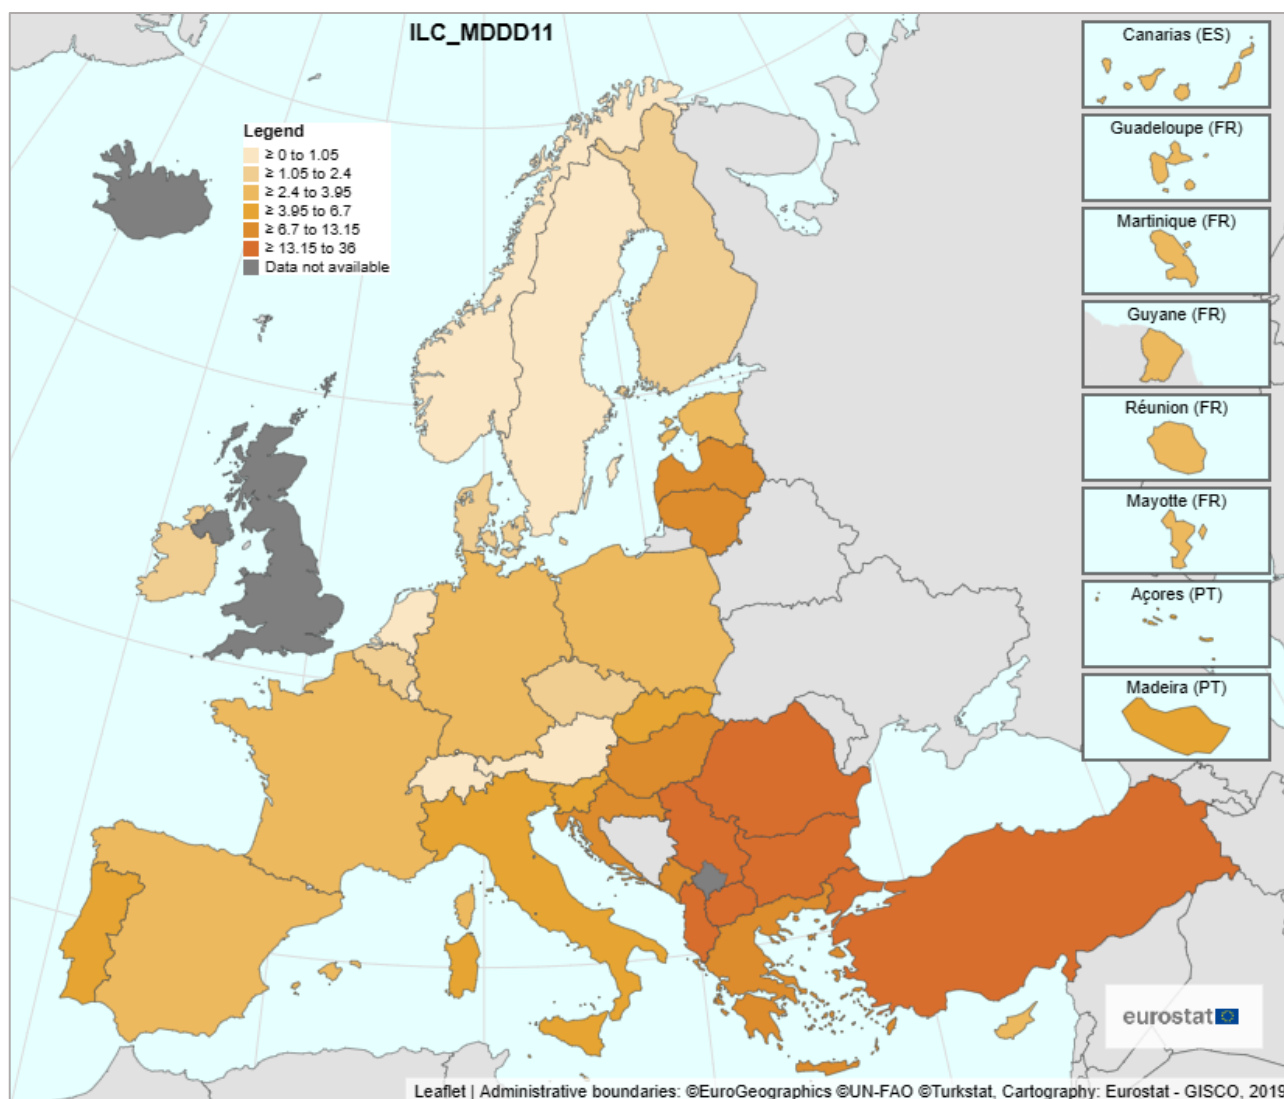 ILC_MDDD11
Legend
≥ 0 to 1.05
≥ 1.05 to 2.4
≥ 2.4 to 3.95
≥ 3.95 to 6.7
≥ 6.7 to 13.15
≥ 13.15 to 36
Data not available
Canarias (ES)
Guadeloupe (FR)
Martinique (FR)
Guyane (FR)
Réunion (FR)
Mayotte (FR)
Açores (PT)
Madeira (PT)
eurostat
Leaflet | Administrative boundaries: ©EuroGeographics ©UN-FAO ©Turkstat, Cartography: Eurostat - GISCO, 2019